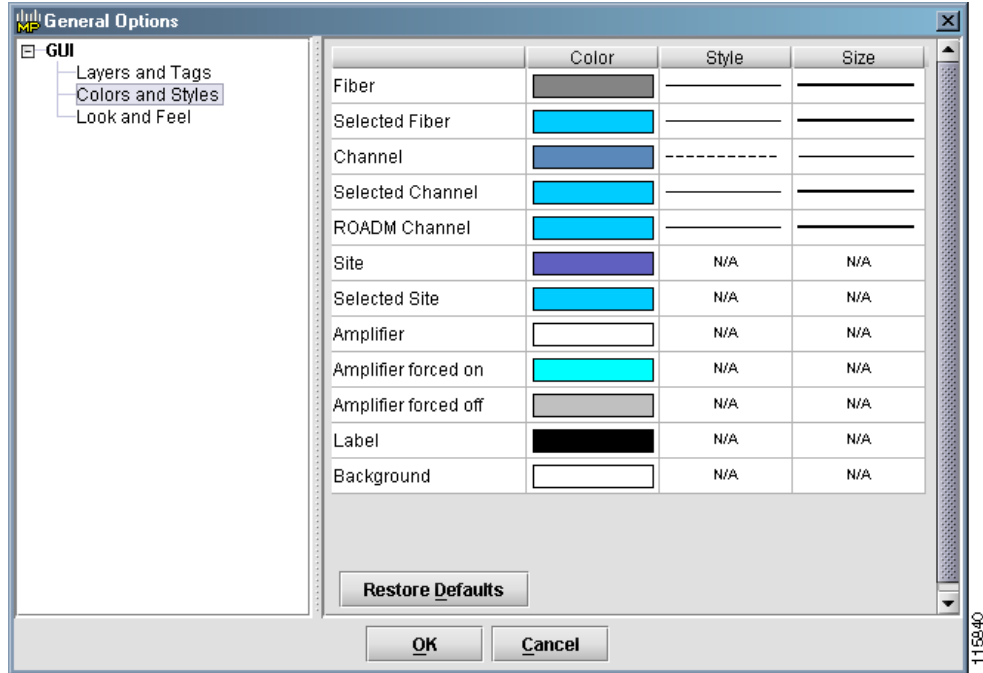 MP General Options
GUI
Layers and Tags
Colors and Styles
Look and Feel
Color Style Size
Fiber
Selected Fiber
Channel
Selected Channel
ROADM Channel
Site N/A N/A
Selected Site N/A N/A
Amplifier N/A N/A
Amplifier forced on N/A N/A
Amplifier forced off N/A N/A
Label N/A N/A
Background N/A N/A
Restore Defaults
OK Cancel
115840